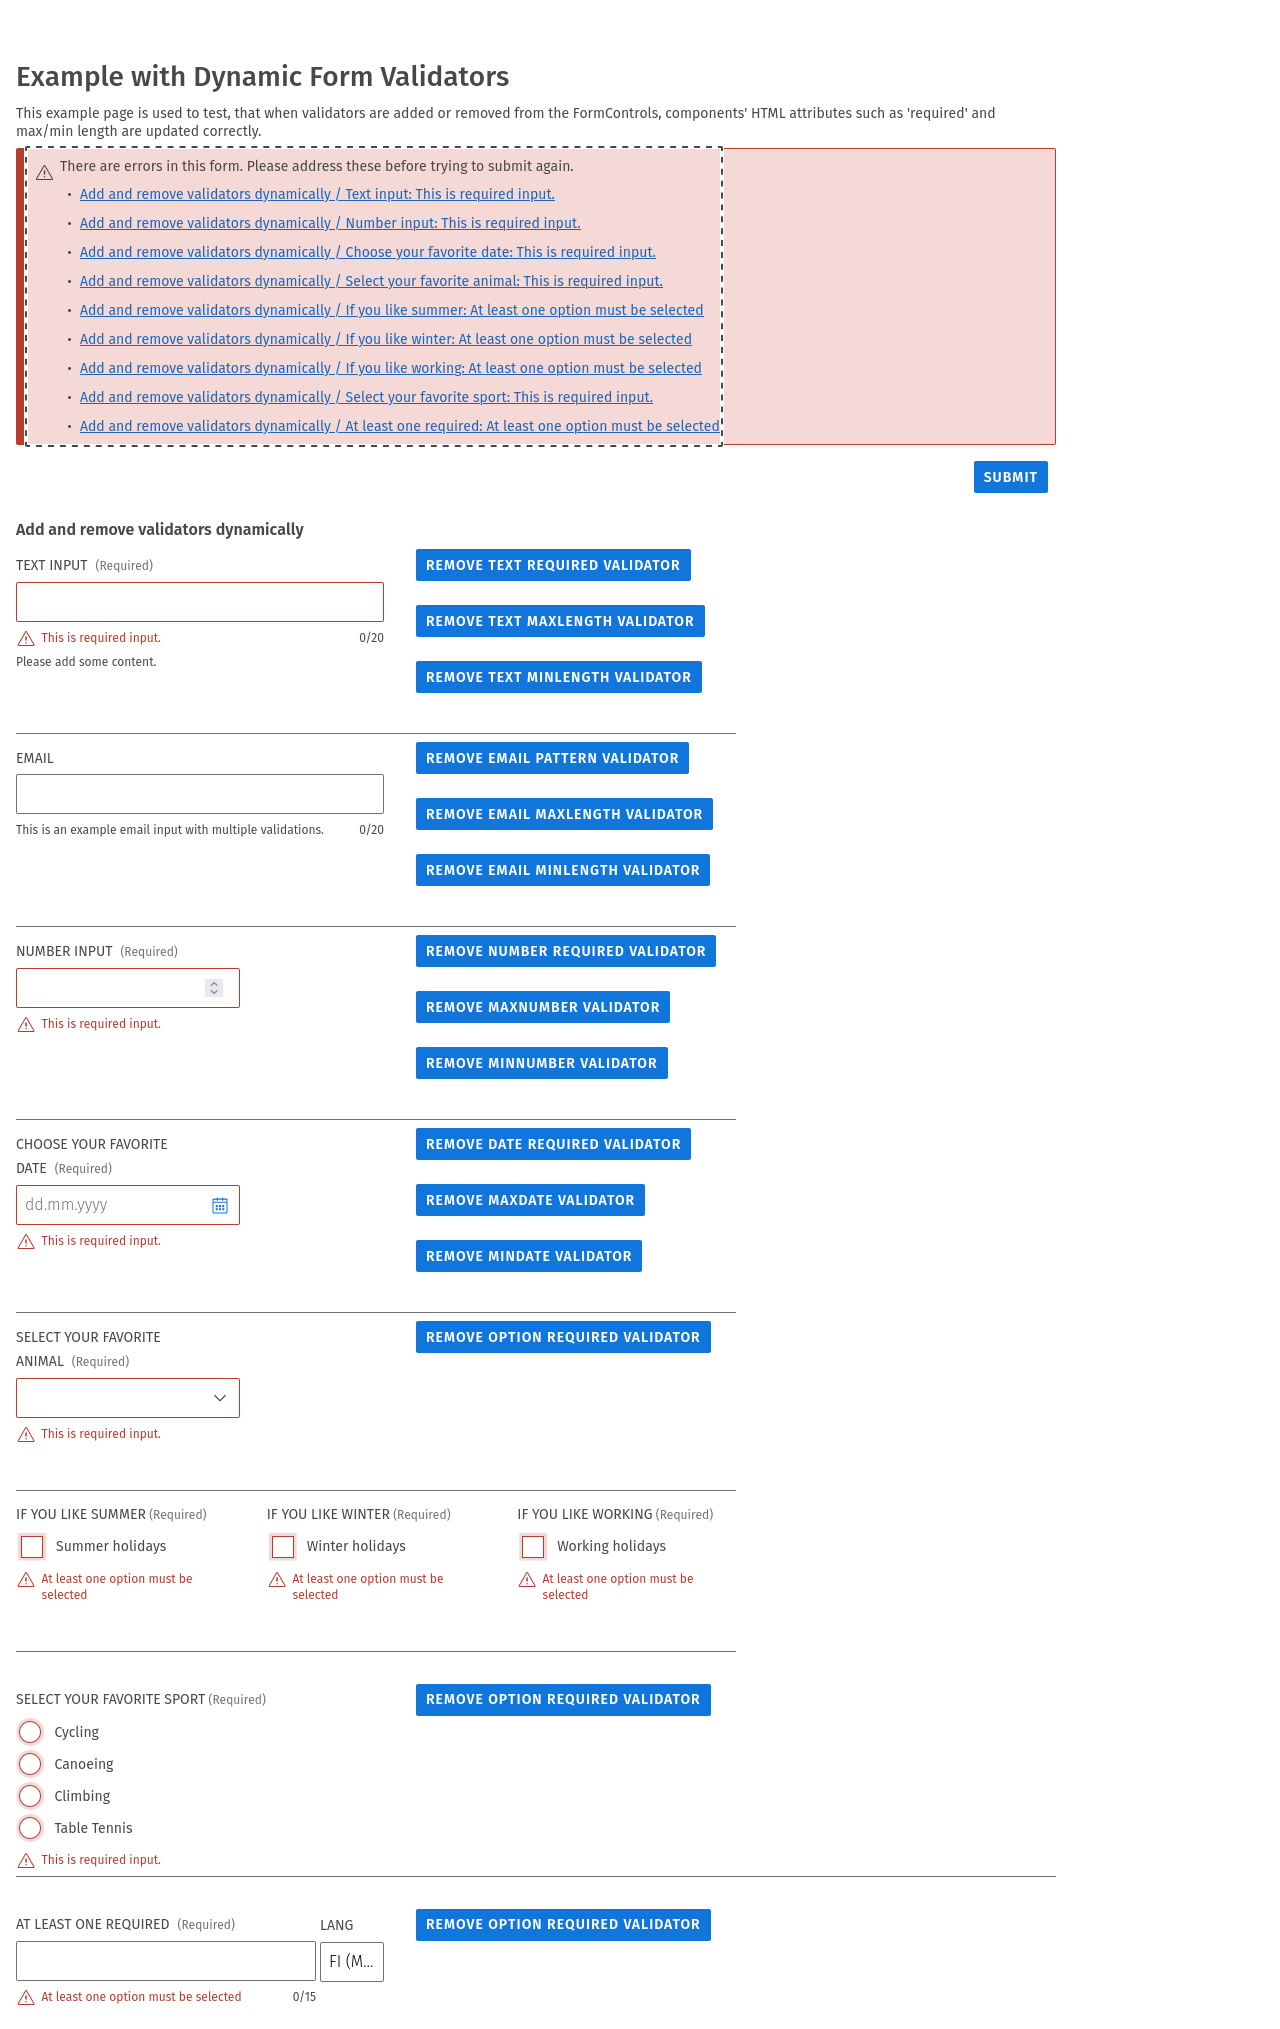 Example with Dynamic Form Validators
This example page is used to test, that when validators are added or removed from the FormControls, components' HTML attributes such as 'required' and
max/min length are updated correctly.
There are errors in this form. Please address these before trying to submit again.
• Add and remove validators dynamically / Text input: This is required input.
• Add and remove validators dynamically / Number input: This is required input.
• Add and remove validators dynamically / Choose your favorite date: This is required input.
• Add and remove validators dynamically / Select your favorite animal: This is required input.
• Add and remove validators dynamically / If you like summer: At least one option must be selected
• Add and remove validators dynamically / If you like winter: At least one option must be selected
• Add and remove validators dynamically / If you like working: At least one option must be selected
• Add and remove validators dynamically / Select your favorite sport: This is required input.
• Add and remove validators dynamically / At least one required: At least one option must be selected
SUBMIT
Add and remove validators dynamically
TEXT INPUT (Required)
REMOVE TEXT REQUIRED VALIDATOR
REMOVE TEXT MAXLENGTH VALIDATOR
This is required input. 0/20
Please add some content.
REMOVE TEXT MINLENGTH VALIDATOR
EMAIL
REMOVE EMAIL PATTERN VALIDATOR
REMOVE EMAIL MAXLENGTH VALIDATOR
This is an example email input with multiple validations. 0/20
REMOVE EMAIL MINLENGTH VALIDATOR
NUMBER INPUT (Required)
REMOVE NUMBER REQUIRED VALIDATOR
REMOVE MAXNUMBER VALIDATOR
This is required input.
REMOVE MINNUMBER VALIDATOR
CHOOSE YOUR FAVORITE
DATE (Required)
REMOVE DATE REQUIRED VALIDATOR
dd.mm.yyyy
REMOVE MAXDATE VALIDATOR
This is required input.
REMOVE MINDATE VALIDATOR
SELECT YOUR FAVORITE
ANIMAL (Required)
REMOVE OPTION REQUIRED VALIDATOR
This is required input.
IF YOU LIKE SUMMER (Required)
Summer holidays
At least one option must be
selected
IF YOU LIKE WINTER (Required)
Winter holidays
At least one option must be
selected
IF YOU LIKE WORKING (Required)
Working holidays
At least one option must be
selected
SELECT YOUR FAVORITE SPORT (Required)
REMOVE OPTION REQUIRED VALIDATOR
Cycling
Canoeing
Climbing
Table Tennis
This is required input.
AT LEAST ONE REQUIRED (Required)
LANG
REMOVE OPTION REQUIRED VALIDATOR
FI (M...
At least one option must be selected 0/15